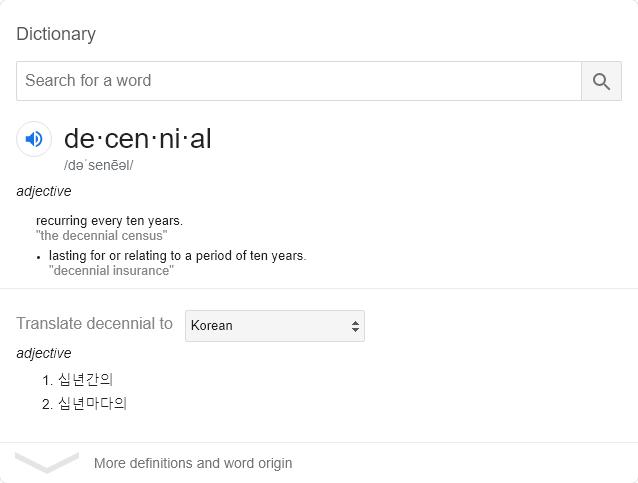 Dictionary
Search for a word
de·cen·ni·al
/dəˈsenēəl/
adjective
recurring every ten years.
"the decennial census"
• lasting for or relating to a period of ten years.
"decennial insurance"
Translate decennial to Korean
adjective
1. 십년간의
2. 십년마다의
More definitions and word origin